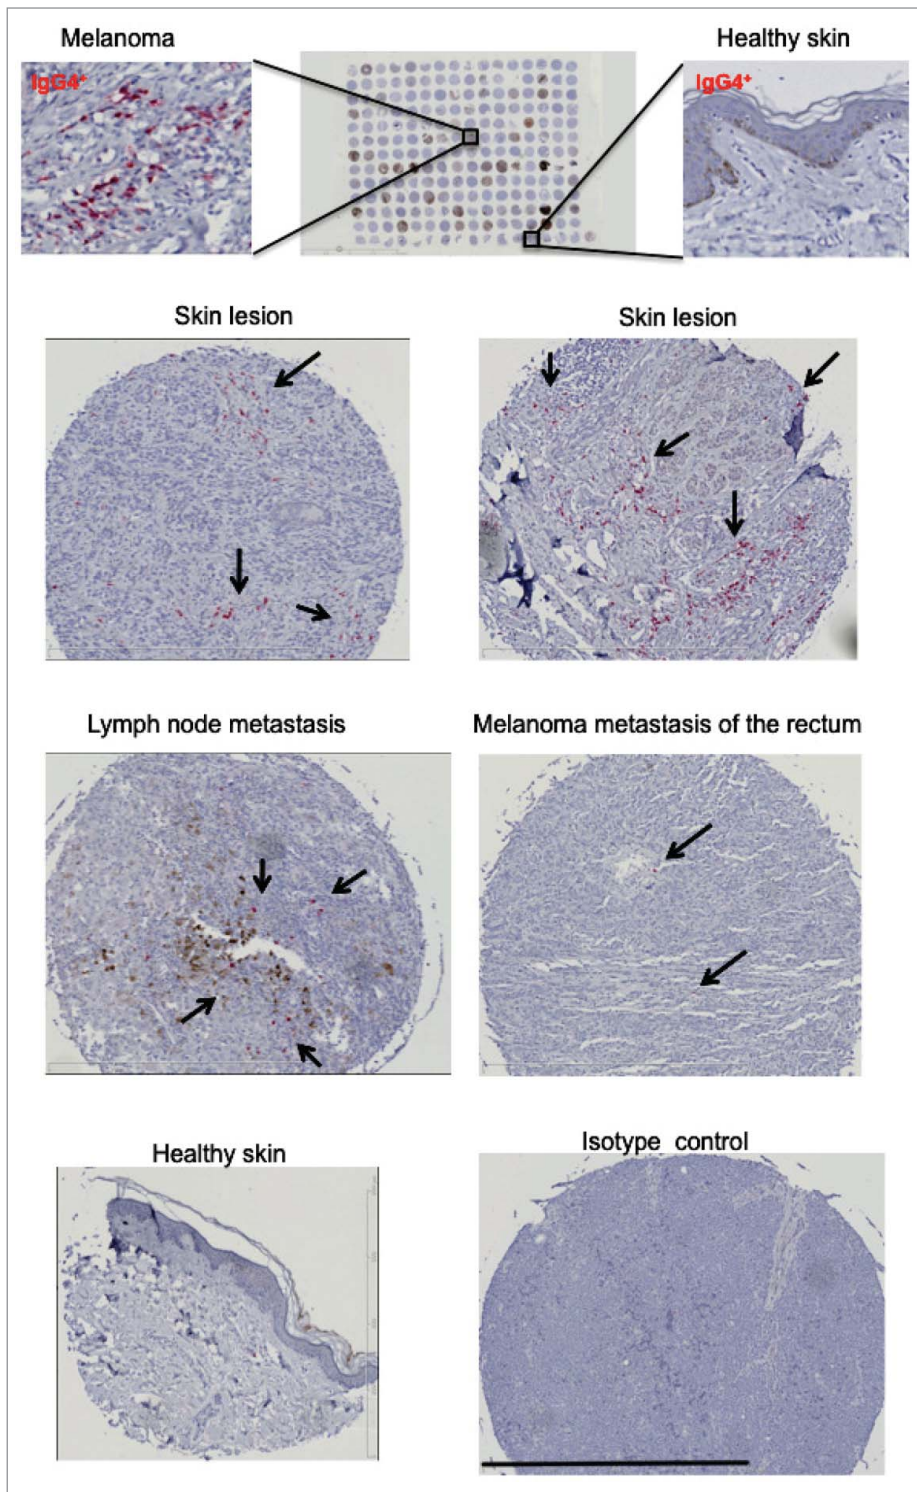 Melanoma
Healthy skin
IgG4+
IgG4+
Skin lesion
Skin lesion
Lymph node metastasis
Melanoma metastasis of the rectum
Healthy skin
Isotype control